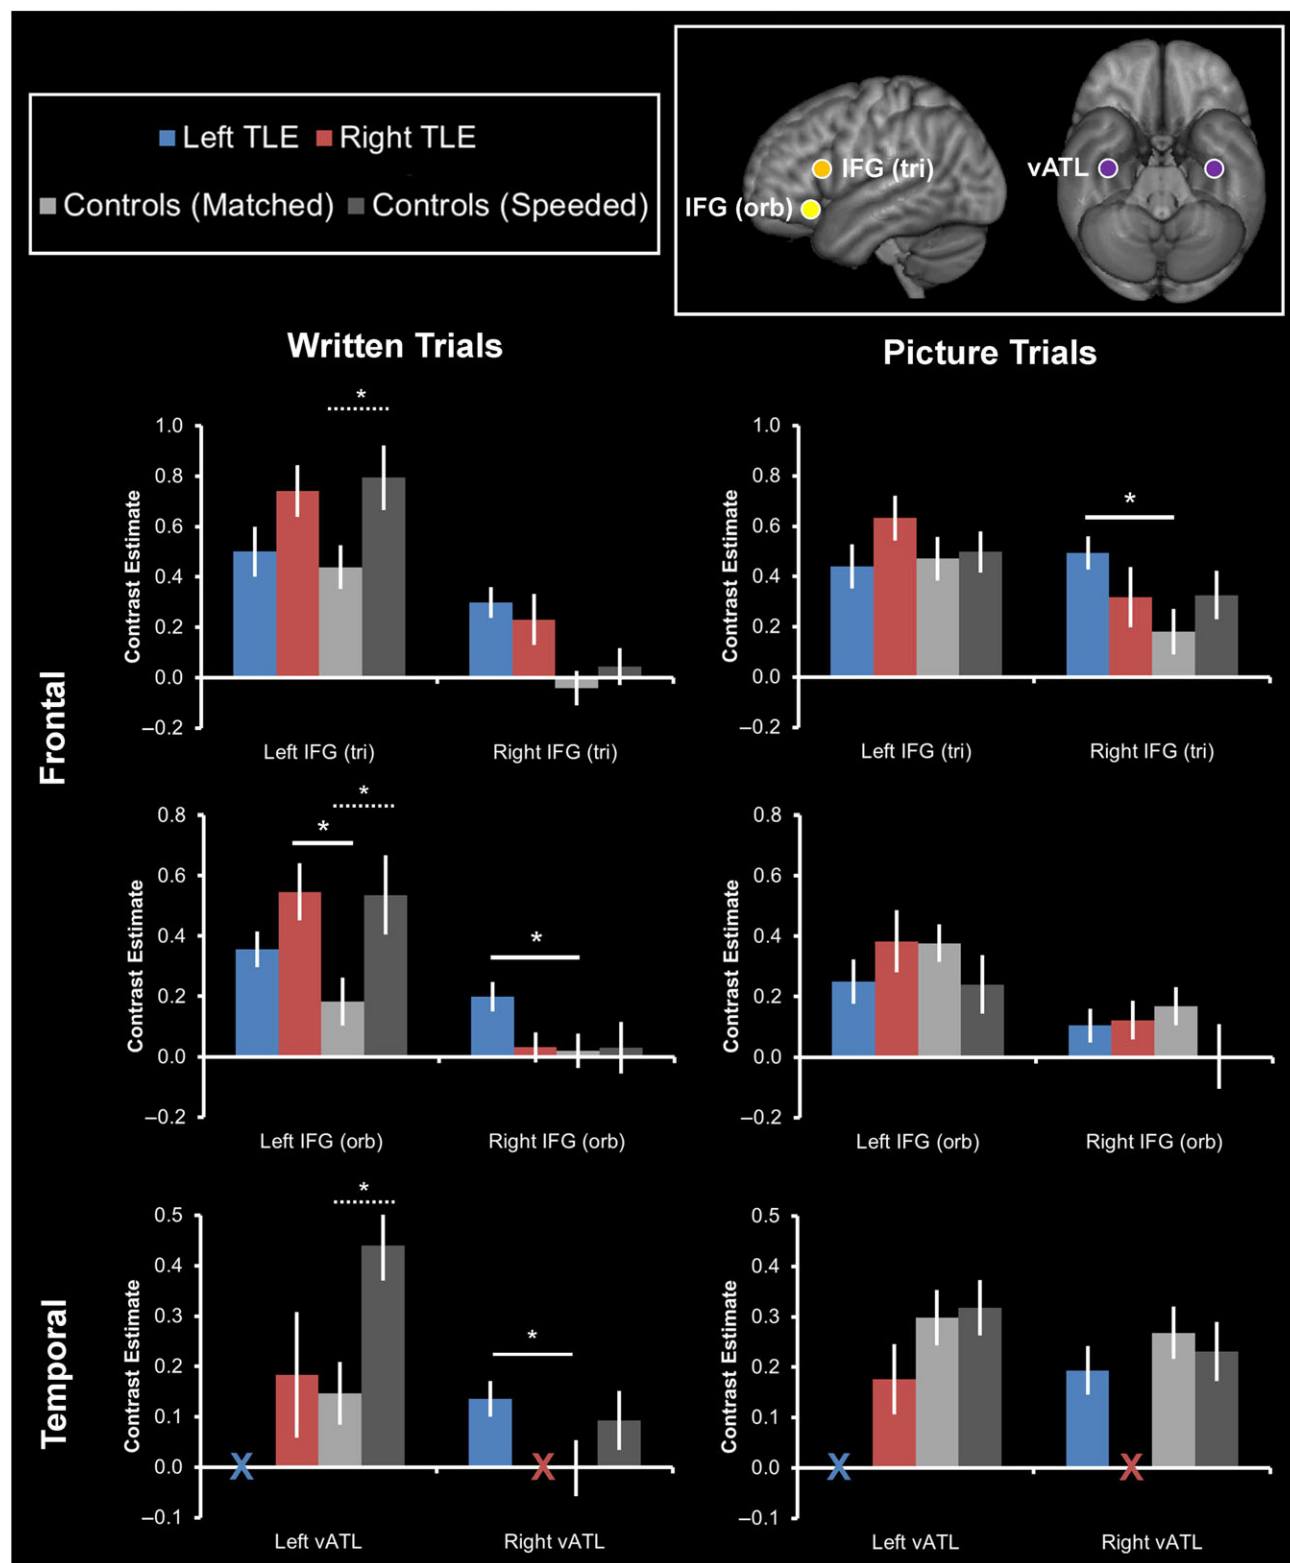 Left TLE Right TLE
Controls (Matched) Controls (Speeded)
IFG (tri)
IFG (orb)
vATL
Written Trials
Picture Trials
Frontal
*
Contrast Estimate
1.0
0.8
0.6
0.4
0.2
0.0
–0.2
Left IFG (tri) Right IFG (tri)
*
Contrast Estimate
1.0
0.8
0.6
0.4
0.2
0.0
–0.2
Left IFG (tri) Right IFG (tri)
*
*
*
Contrast Estimate
0.8
0.6
0.4
0.2
0.0
–0.2
Left IFG (orb) Right IFG (orb)
Contrast Estimate
0.8
0.6
0.4
0.2
0.0
–0.2
Left IFG (orb) Right IFG (orb)
Temporal
*
*
Contrast Estimate
0.5
0.4
0.3
0.2
0.1
0.0
–0.1
X X
Left vATL Right vATL
Contrast Estimate
0.5
0.4
0.3
0.2
0.1
0.0
–0.1
X X
Left vATL Right vATL